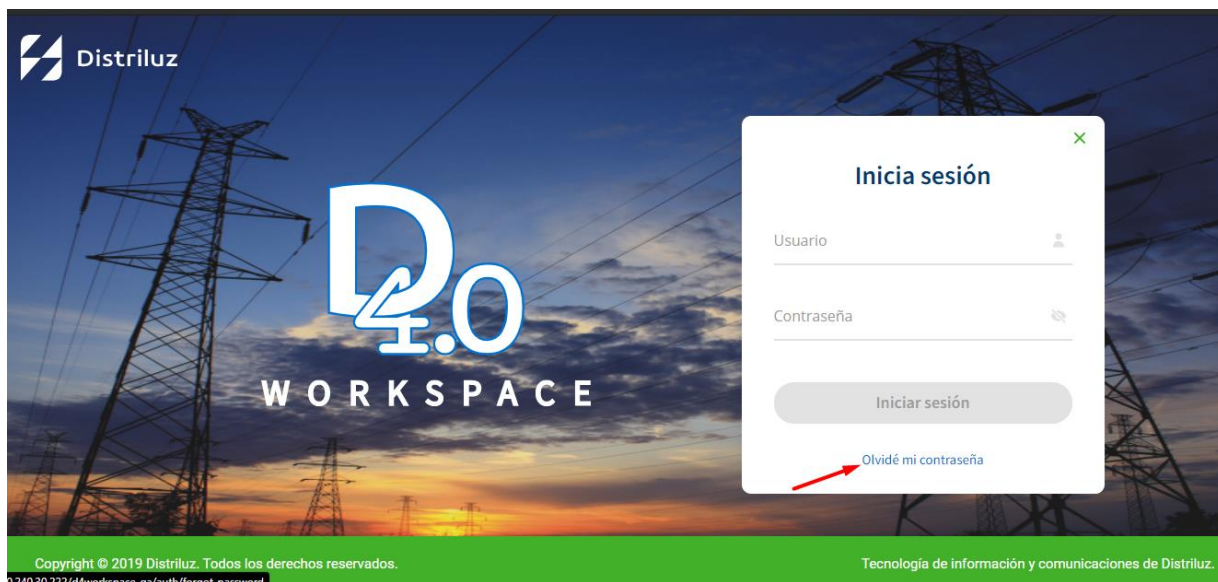 Distriluz
Inicia sesión
Usuario
Contraseña
D4.0
WORKSPACE
Iniciar sesión
Olvidé mi contraseña
Copyright © 2019 Distriluz. Todos los derechos reservados.
Tecnología de información y comunicaciones de Distriluz.